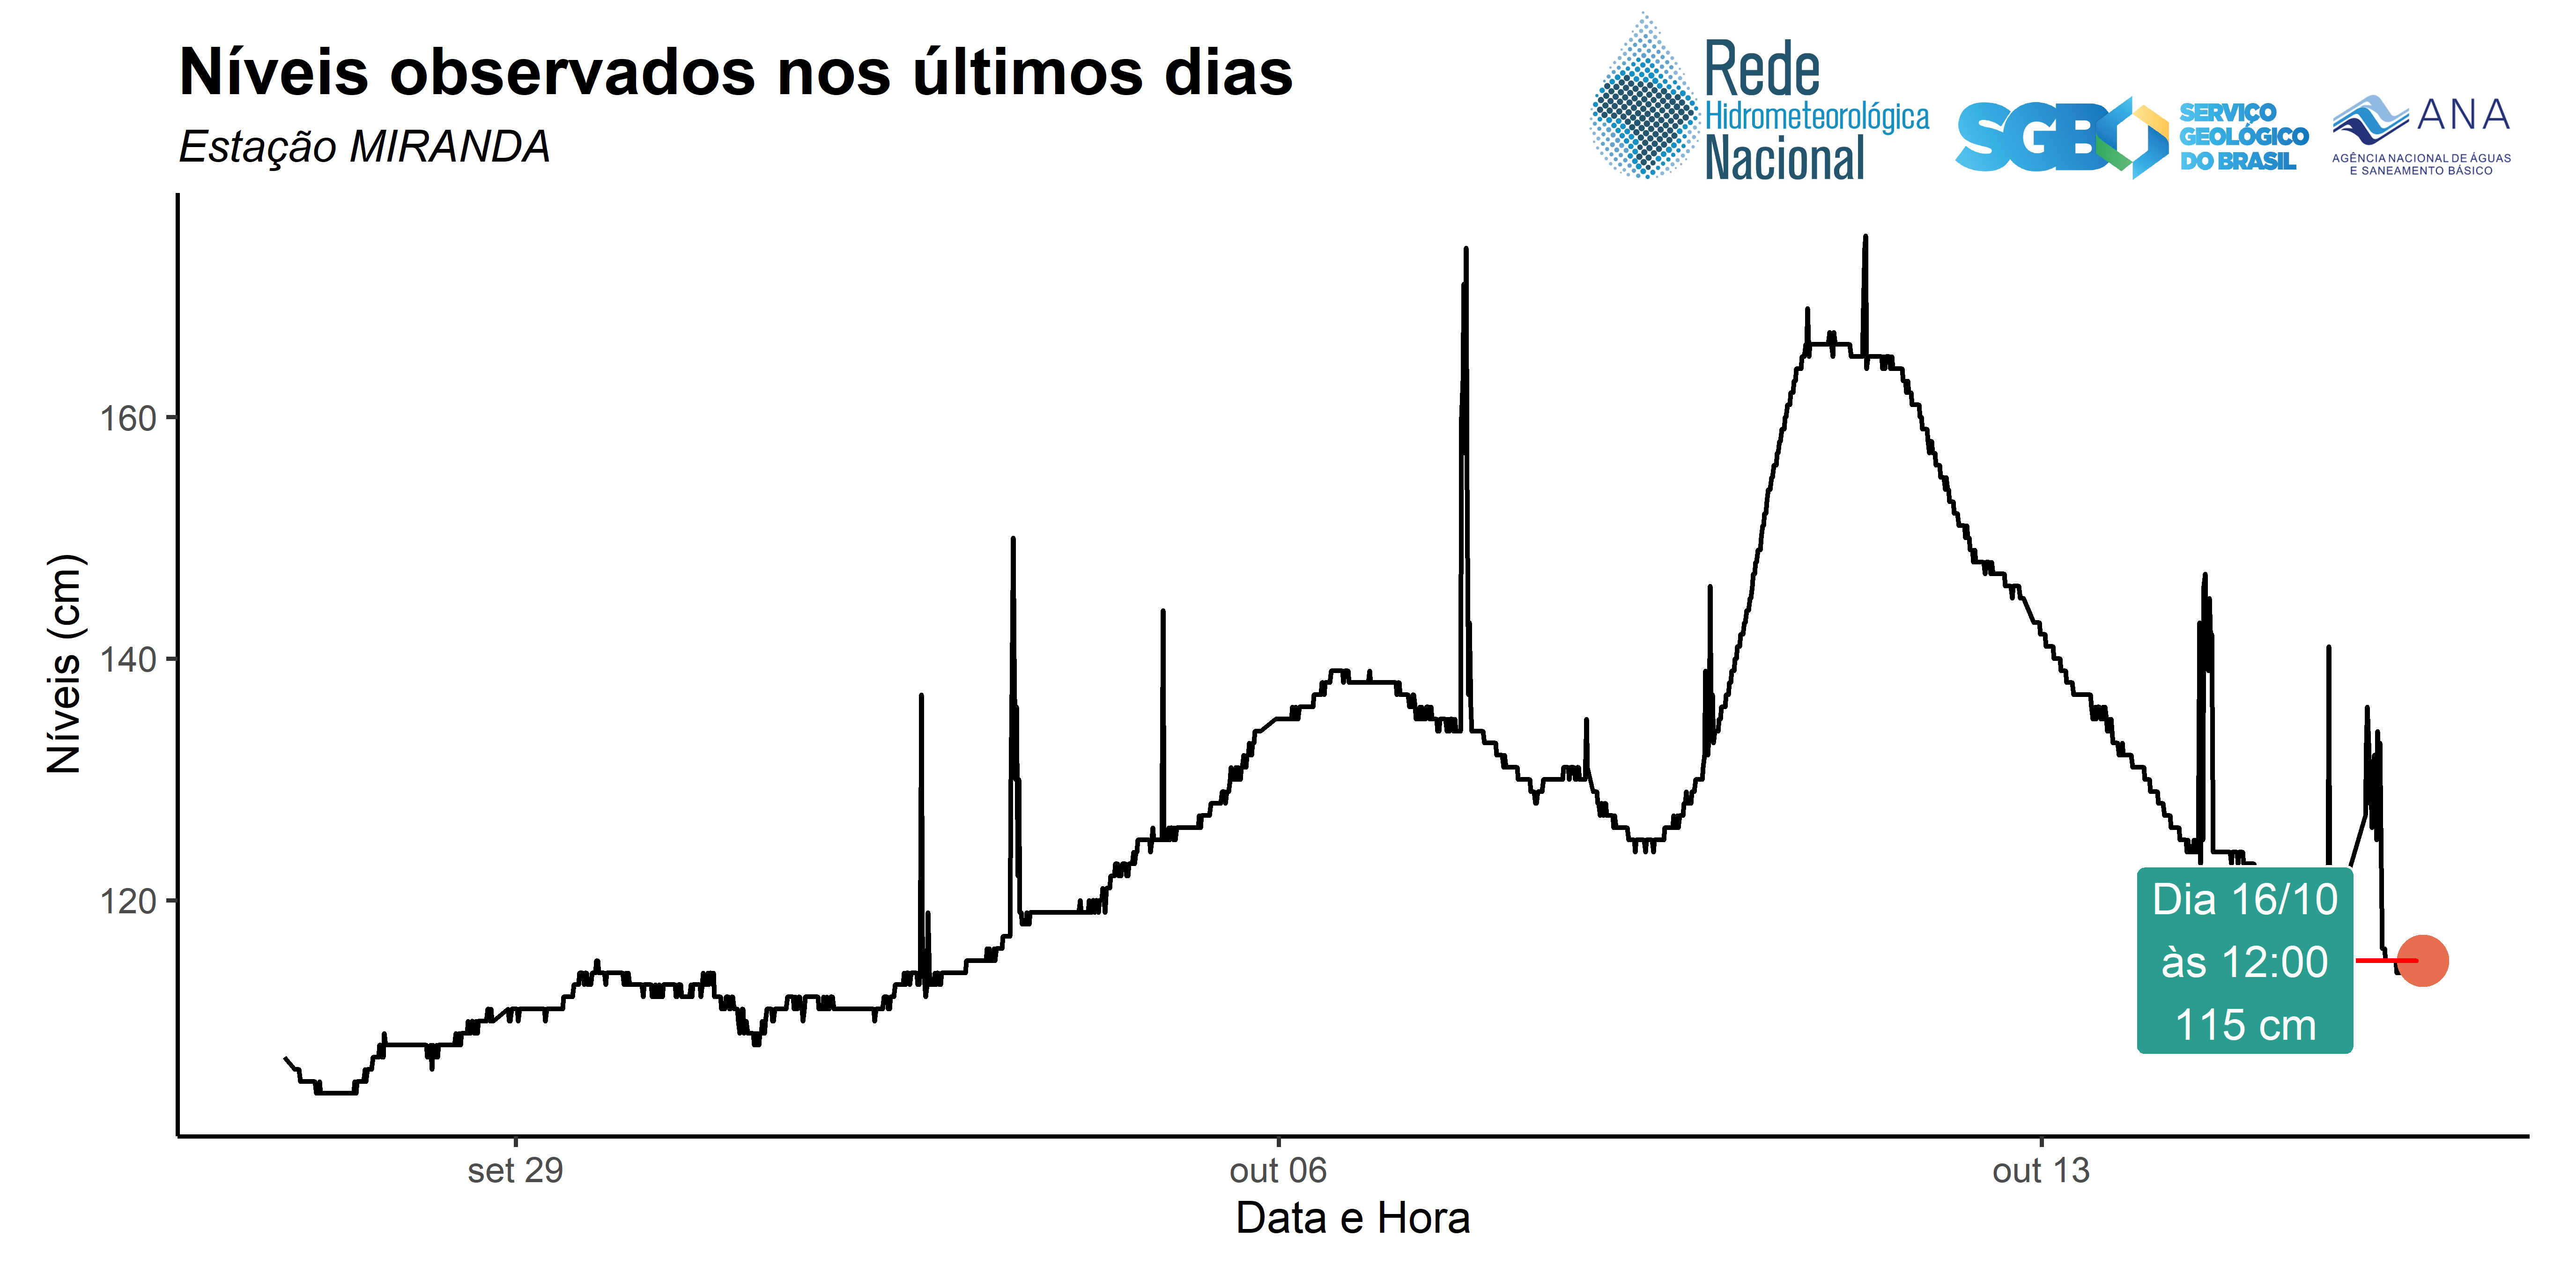 Níveis observados nos últimos dias
Estação MIRANDA
Rede
Hidrometeorológica
Nacional
SGB
SERVIÇO
GEOLÓGICO
DO BRASIL
ANA
AGÊNCIA NACIONAL DE ÁGUAS
E SANEAMENTO BÁSICO
Níveis (cm)
160
140
120
Dia 16/10
às 12:00
115 cm
set 29
out 06
out 13
Data e Hora